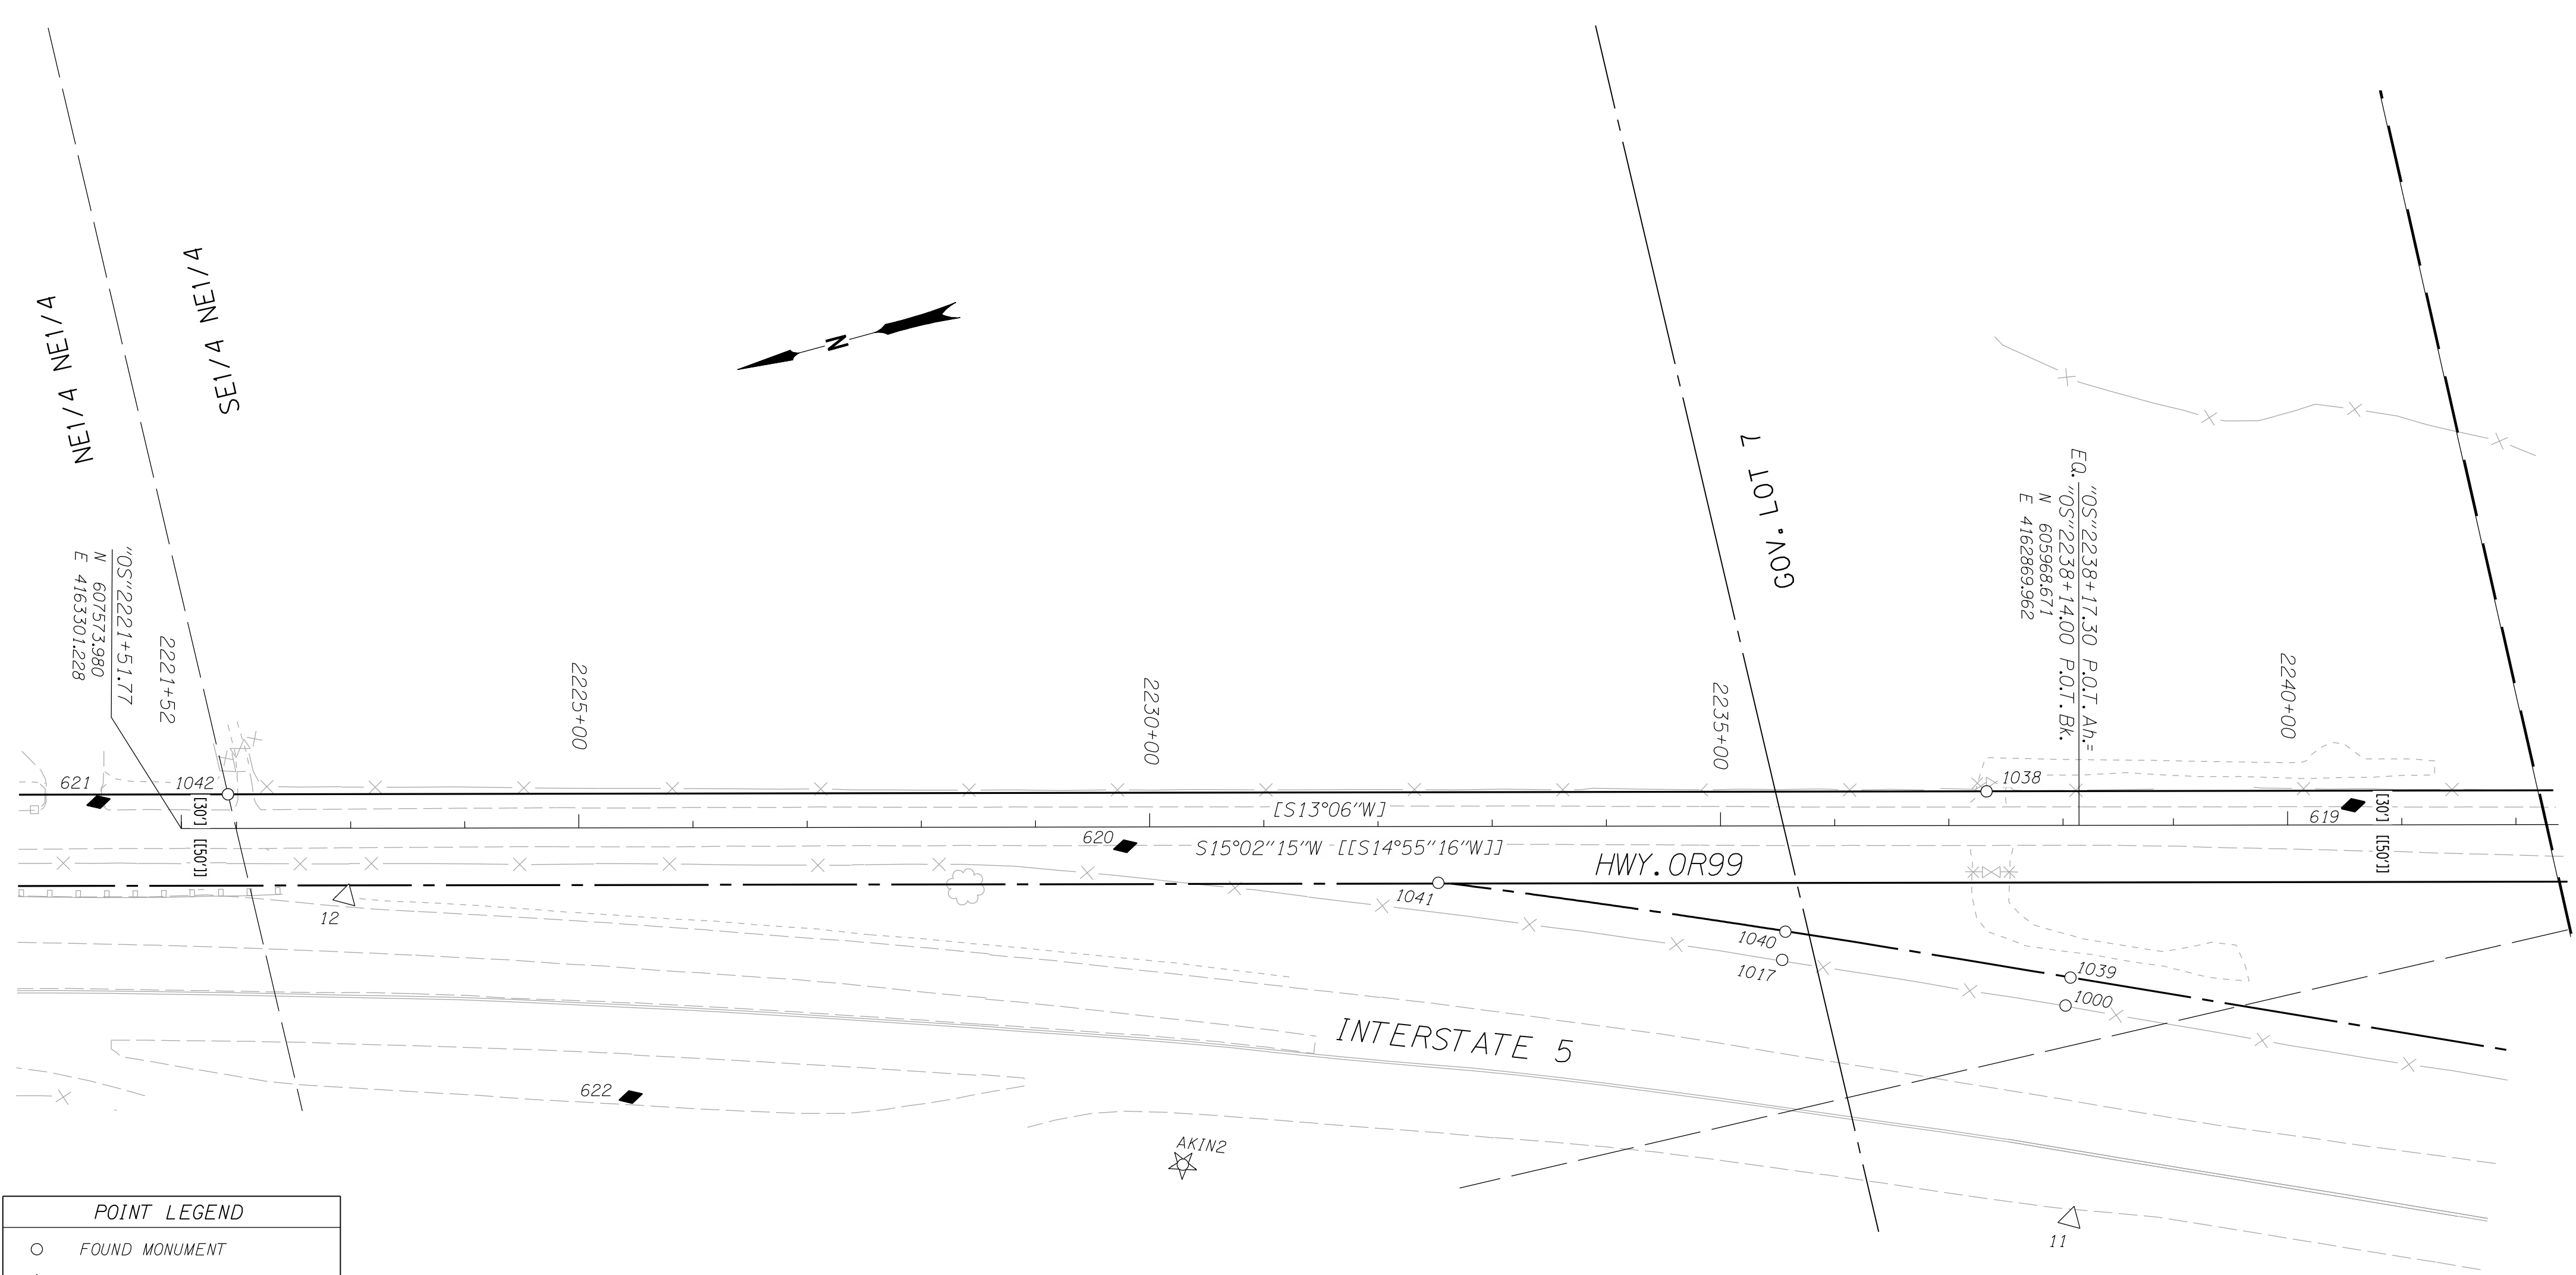 NE1/4 NE1/4
SE1/4 NE1/4
N
GOV. LOT 7
"OS"2221+51.77
N 607573.980
E 4163301.228
2221+52
2225+00
2230+00
2235+00
EQ. "OS"2238+17.30 P.O.T. Ah.=
"OS"2238+14.00 P.O.T. Bk.
N 605968.671
E 4162869.962
2240+00
621
1042
[30']
[[50']]
[S13°06"W]
620
S15°02"15"W [[S14°55"16"W]]
HWY. OR99
1038
619
[30']
[[50']]
12
1041
1040
1017
1039
1000
INTERSTATE 5
622
AKIN2
11
POINT LEGEND
FOUND MONUMENT